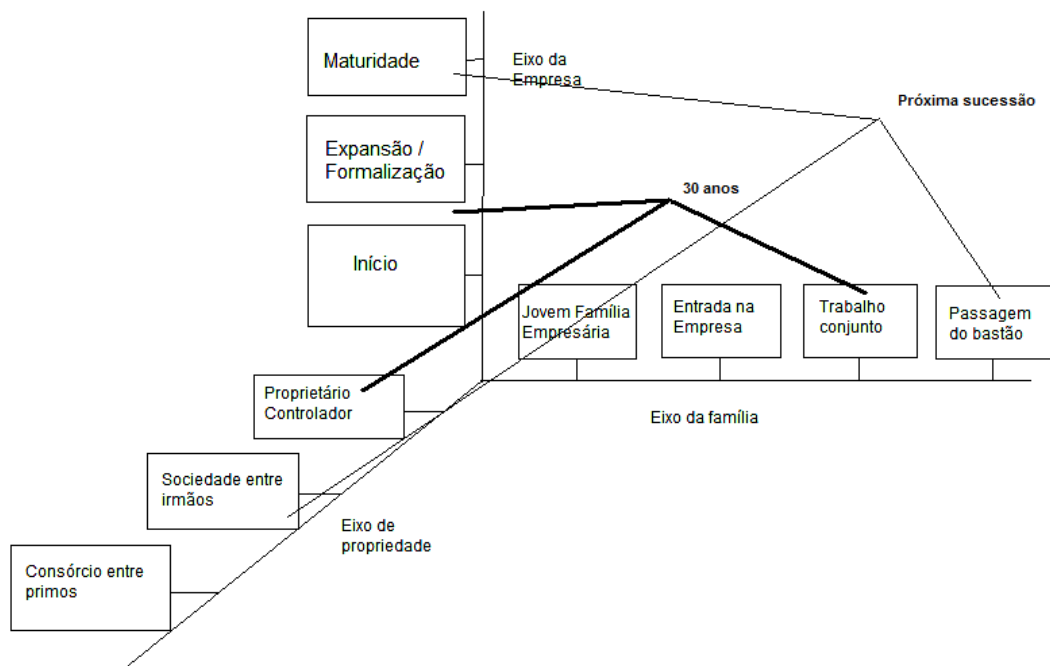 Maturidade
Eixo da
Empresa
Próxima sucessão
Expansão /
Formalização
30 anos
Início
Jovem Família
Empresária
Entrada na
Empresa
Trabalho
conjunto
Passagem
do bastão
Proprietário
Controlador
Eixo da família
Sociedade entre
irmãos
Eixo de
propriedade
Consórcio entre
primos